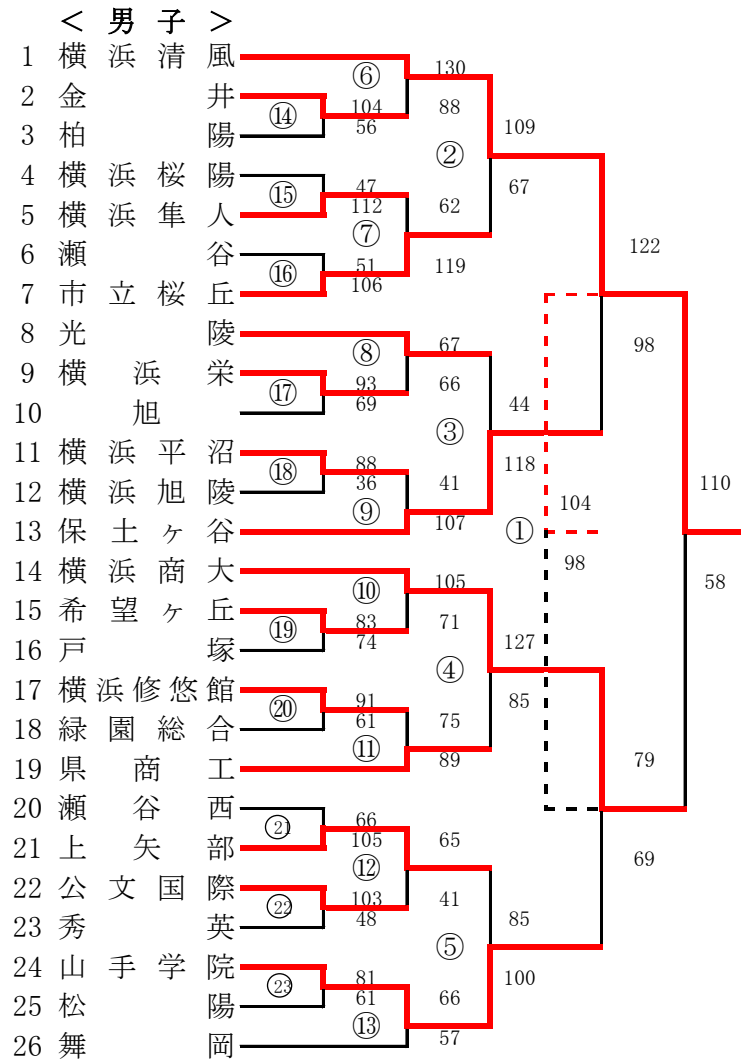 ＜ 男 子 ＞
1 横浜清風
130
⑥
2 金井
104
88
⑭
56
3 柏陽
109
②
4 横浜桜陽
47
67
⑮
5 横浜隼人
112
62
⑦
6 瀬谷
51
119
122
⑯
7 市立桜丘
106
8 光陵
67
98
⑧
9 横浜栄
93
66
⑰
10 旭
69
44
③
11 横浜平沼
88
118
⑱
12 横浜旭陵
36
41
110
⑨
104
13 保土ヶ谷
107
①
98
14 横浜商大
105
58
⑩
15 希望ヶ丘
83
71
⑲
16 戸塚
74
127
④
17 横浜修悠館
91
85
⑳
18 緑園総合
61
75
⑪
19 県商工
89
79
20 瀬谷西
66
㉑
21 上矢部
105
65
69
⑫
22 公文国際
103
41
㉒
23 秀英
48
85
⑤
24 山手学院
81
100
㉓
25 松陽
61
66
⑬
26 舞岡
57